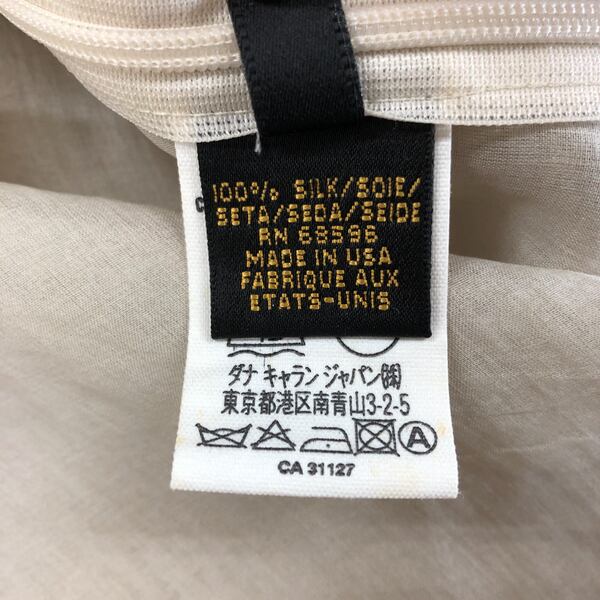 100% SILK/SOIE/
SETA/SEDA/SEIDE
RN 68596
MADE IN USA
FABRIQUE AUX
ETATS-UNIS
ダナ キャラン ジャパン㈱
東京都港区南青山3-2-5
A
CA 31127